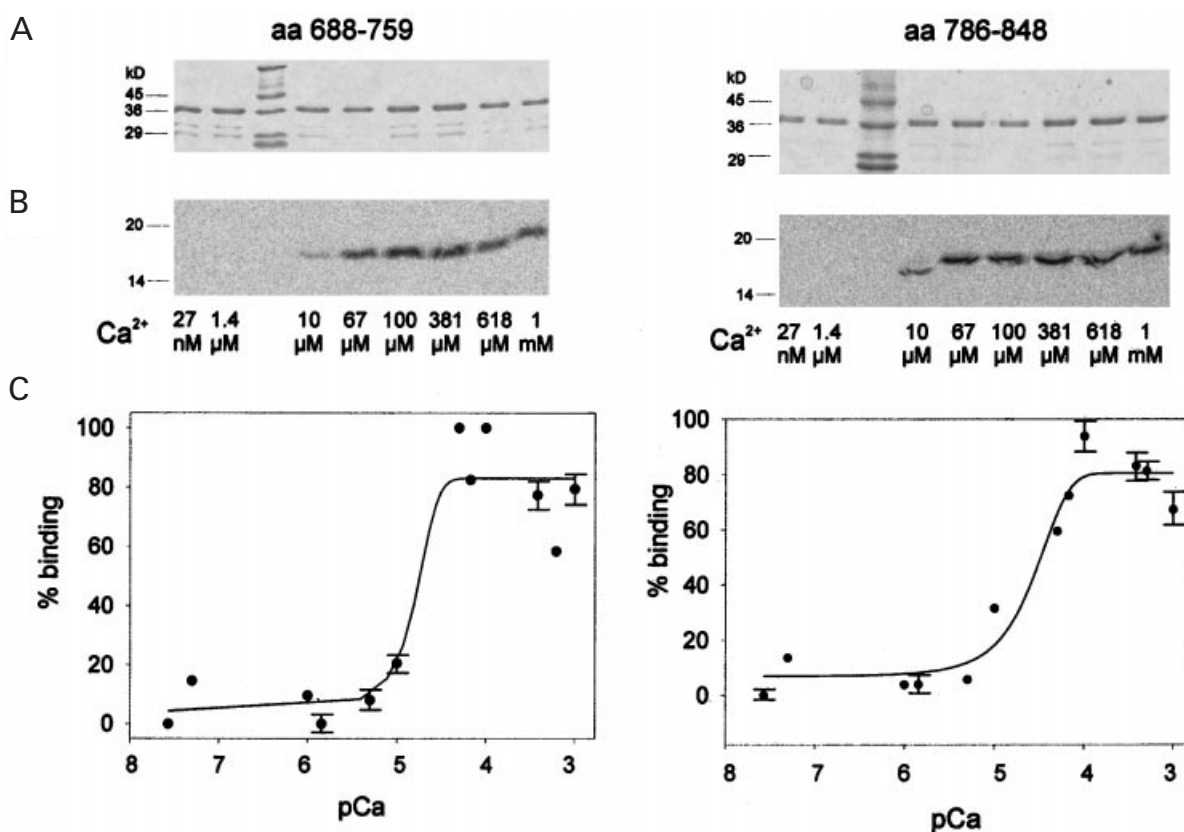 A
aa 688-759
aa 786-848
kD
45
36
29
kD
45
36
29
B
20
14
20
14
Ca²⁺
27 nM
1.4 µM
10 µM
67 µM
100 µM
381 µM
618 µM
1 mM
Ca²⁺
27 nM
1.4 µM
10 µM
67 µM
100 µM
381 µM
618 µM
1 mM
C
% binding
100
80
60
40
20
0
8 7 6 5 4 3
pCa
% binding
100
80
60
40
20
0
8 7 6 5 4 3
pCa